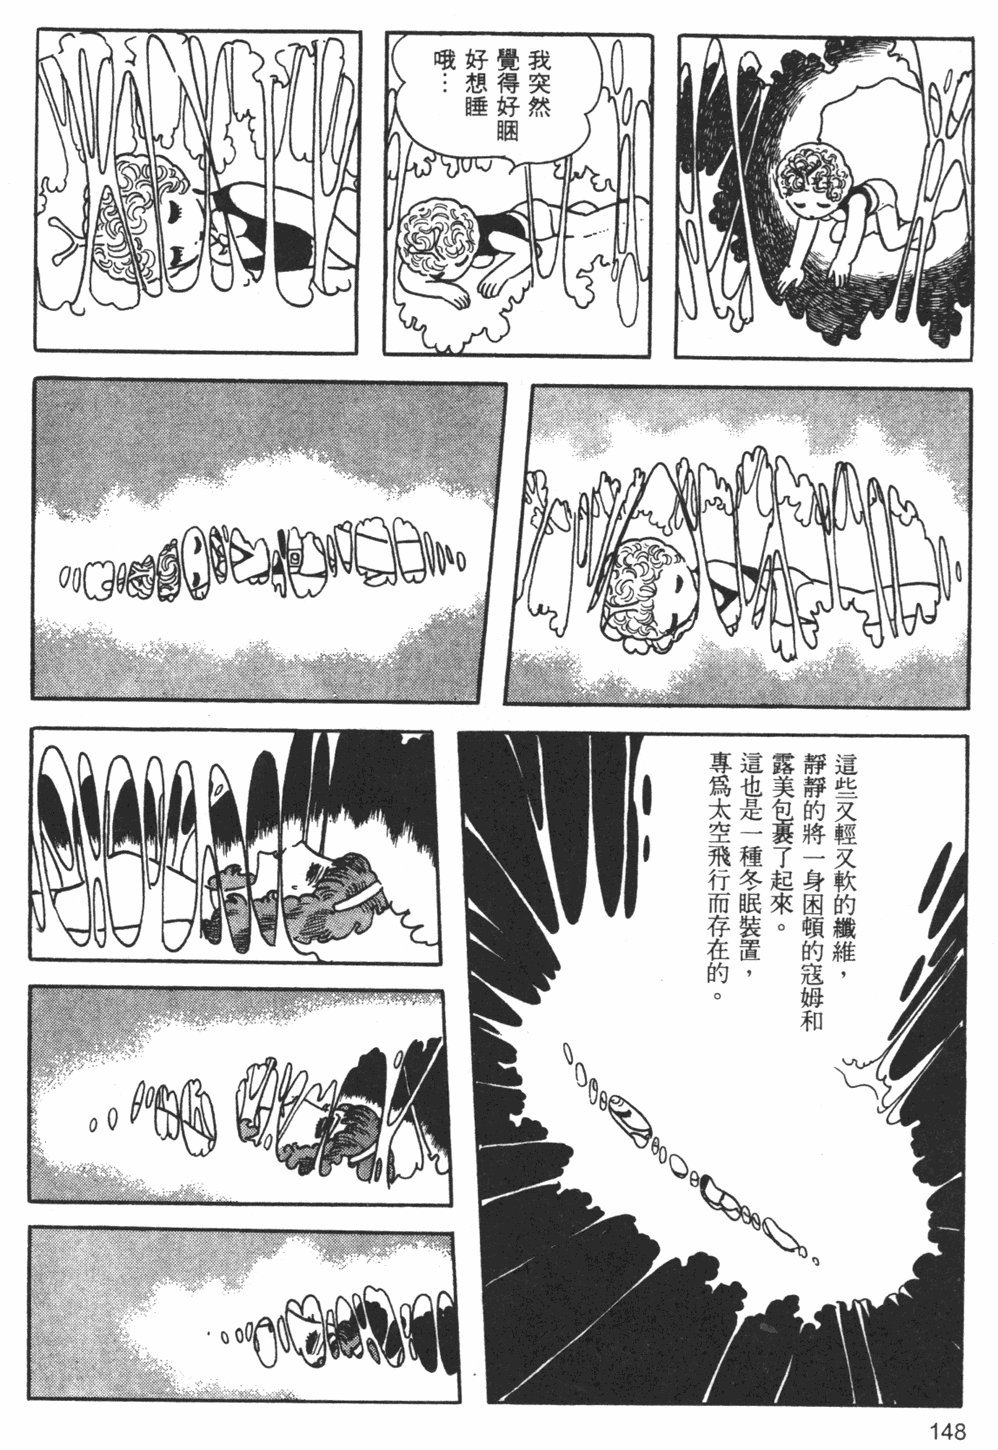 我突然
覺得好睏
好想睡
哦…
這些又輕又軟的纖維，
靜靜的將一身困頓的寇姆和
露美包裹了起來。
這也是一種冬眠裝置，
專為太空飛行而存在的。
148